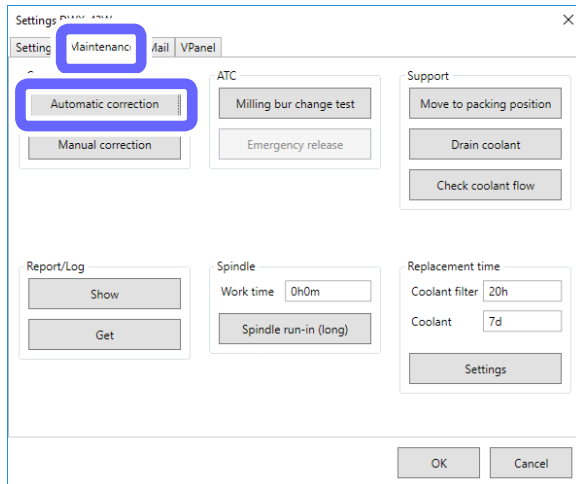 Settings
Setting Maintenance Mail VPanel
ATC
Support
Automatic correction
Milling bur change test
Move to packing position
Manual correction
Emergency release
Drain coolant
Check coolant flow
Report/Log
Spindle
Replacement time
Show
Work time 0h0m
Coolant filter 20h
Get
Spindle run-in (long)
Coolant 7d
Settings
OK
Cancel